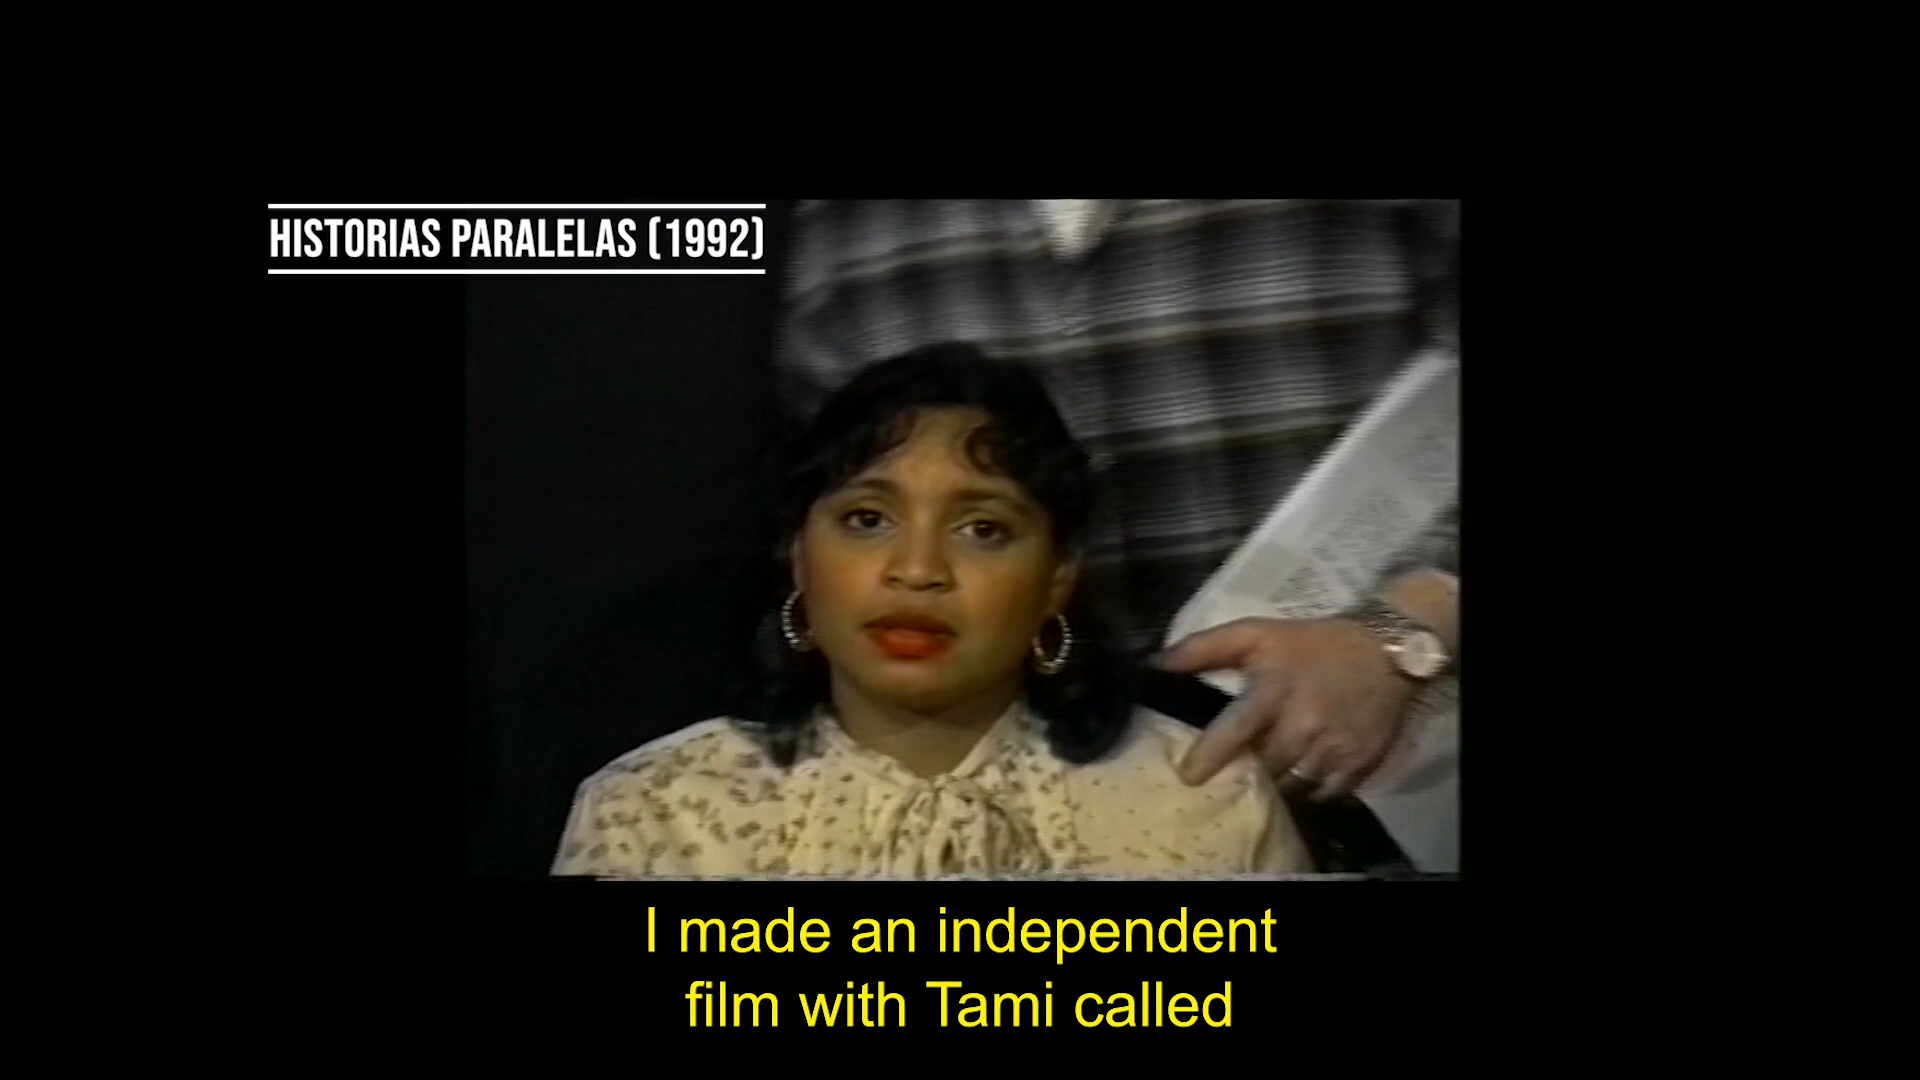 HISTORIAS PARALELAS (1992)
I made an independent
film with Tami called